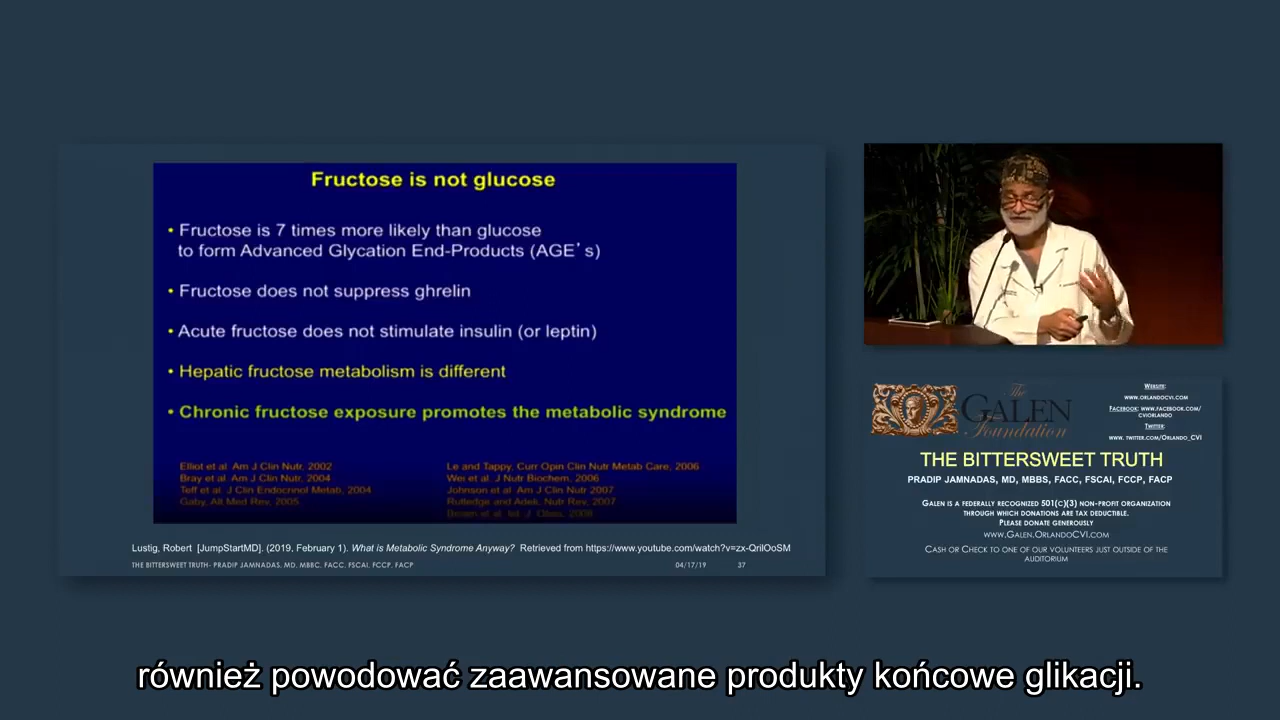 Fructose is not glucose
• Fructose is 7 times more likely than glucose
to form Advanced Glycation End-Products (AGE's)
• Fructose does not suppress ghrelin
• Acute fructose does not stimulate insulin (or leptin)
• Hepatic fructose metabolism is different
• Chronic fructose exposure promotes the metabolic syndrome
Elliot et al. Am J Clin Nutr, 2002
Bray et al. Am J Clin Nutr, 2004
Teff et al. J Clin Endocrinol Metab, 2004
Gaby, Alt Med Rev, 2005
Le and Tappy, Curr Opin Clin Nutr Metab Care, 2006
Wei et al. J Nutr Biochem, 2006
Johnson et al. Am J Clin Nutr 2007
Rutledge and Adeli, Nutr Rev, 2007
et al. Int. J. Obes, 2008
Lustig, Robert [JumpStartMD]. (2019, February 1). What is Metabolic Syndrome Anyway? Retrieved from https://www.youtube.com/watch?v=zx-QrilOoSM
THE BITTERSWEET TRUTH- PRADIP JAMNADAS, MD, MBBC, FACC, FSCAI, FCCP, FACP
04/17/19
37
The
GALEN
Foundation
WEBSITE:
WWW.ORLANDOCVI.COM
FACEBOOK: WWW.FACEBOOK.COM/
CVIORLANDO
TWITTER:
WWW. TWITTER.COM/ORLANDO_CVI
THE BITTERSWEET TRUTH
PRADIP JAMNADAS, MD, MBBS, FACC, FSCAI, FCCP, FACP
GALEN IS A FEDERALLY RECOGNIZED 501(C)(3) NON-PROFIT ORGANIZATION
THROUGH WHICH DONATIONS ARE TAX DEDUCTIBLE.
PLEASE DONATE GENEROUSLY
WWW.GALEN.ORLANDOCVI.COM
CASH OR CHECK TO ONE OF OUR VOLUNTEERS JUST OUTSIDE OF THE
AUDITORIUM
również powodować zaawansowane produkty końcowe glikacji.